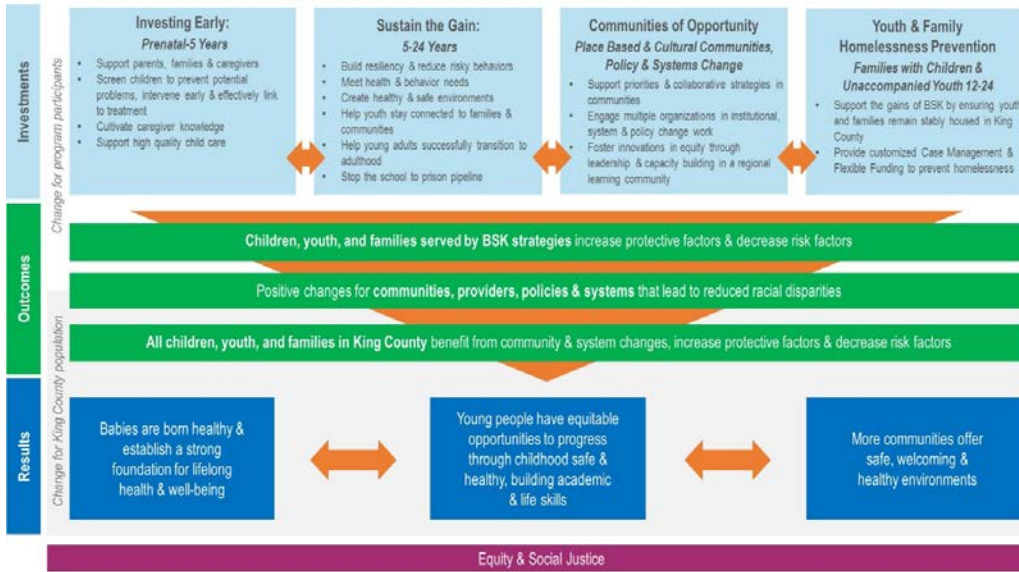 Investments
Change for program participants
Investing Early:
Prenatal-5 Years
• Support parents, families & caregivers
• Screen children to prevent potential
problems, intervene early & effectively link
to treatment
• Cultivate caregiver knowledge
• Support high quality child care
Sustain the Gain:
5-24 Years
• Build resiliency & reduce risky behaviors
• Meet health & behavior needs
• Create healthy & safe environments
• Help youth stay connected to families &
communities
• Help young adults successfully transition to
adulthood
• Stop the school to prison pipeline
Communities of Opportunity
Place Based & Cultural Communities,
Policy & Systems Change
• Support priorities & collaborative strategies in
communities
• Engage multiple organizations in institutional,
system & policy change work
• Foster innovations in equity through
leadership & capacity building in a regional
learning community
Youth & Family
Homelessness Prevention
Families with Children &
Unaccompanied Youth 12-24
• Support the gains of BSK by ensuring youth
and families remain stably housed in King
County
• Provide customized Case Management &
Flexible Funding to prevent homelessness
Outcomes
Children, youth, and families served by BSK strategies increase protective factors & decrease risk factors
Positive changes for communities, providers, policies & systems that lead to reduced racial disparities
All children, youth, and families in King County benefit from community & system changes, increase protective factors & decrease risk factors
Change for King County population
Results
Babies are born healthy &
establish a strong
foundation for lifelong
health & well-being
Young people have equitable
opportunities to progress
through childhood safe &
healthy, building academic
& life skills
More communities offer
safe, welcoming &
healthy environments
Equity & Social Justice